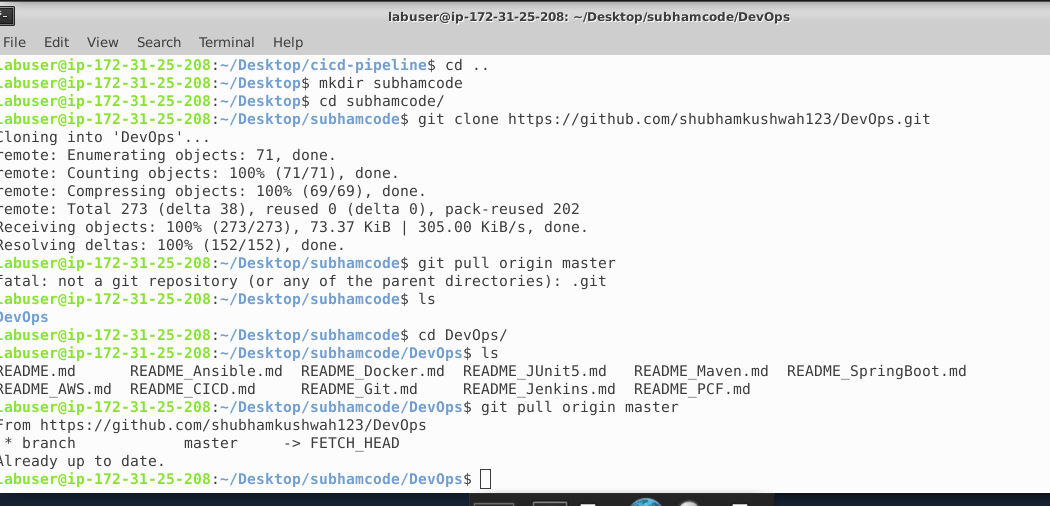 labuser@ip-172-31-25-208: ~/Desktop/subhamcode/DevOps
File Edit View Search Terminal Help
labuser@ip-172-31-25-208:~/Desktop/cicd-pipeline$ cd ..
labuser@ip-172-31-25-208:~/Desktop$ mkdir subhamcode
labuser@ip-172-31-25-208:~/Desktop$ cd subhamcode/
labuser@ip-172-31-25-208:~/Desktop/subhamcode$ git clone https://github.com/shubhamkushwah123/DevOps.git
Cloning into 'DevOps'...
remote: Enumerating objects: 71, done.
remote: Counting objects: 100% (71/71), done.
remote: Compressing objects: 100% (69/69), done.
remote: Total 273 (delta 38), reused 0 (delta 0), pack-reused 202
Receiving objects: 100% (273/273), 73.37 KiB | 305.00 KiB/s, done.
Resolving deltas: 100% (152/152), done.
labuser@ip-172-31-25-208:~/Desktop/subhamcode$ git pull origin master
fatal: not a git repository (or any of the parent directories): .git
labuser@ip-172-31-25-208:~/Desktop/subhamcode$ ls
DevOps
labuser@ip-172-31-25-208:~/Desktop/subhamcode$ cd DevOps/
labuser@ip-172-31-25-208:~/Desktop/subhamcode/DevOps$ ls
README.md README_Ansible.md README_Docker.md README_JUnit5.md README_Maven.md README_SpringBoot.md
README_AWS.md README_CICD.md README_Git.md README_Jenkins.md README_PCF.md
labuser@ip-172-31-25-208:~/Desktop/subhamcode/DevOps$ git pull origin master
From https://github.com/shubhamkushwah123/DevOps
* branch master -> FETCH_HEAD
Already up to date.
labuser@ip-172-31-25-208:~/Desktop/subhamcode/DevOps$